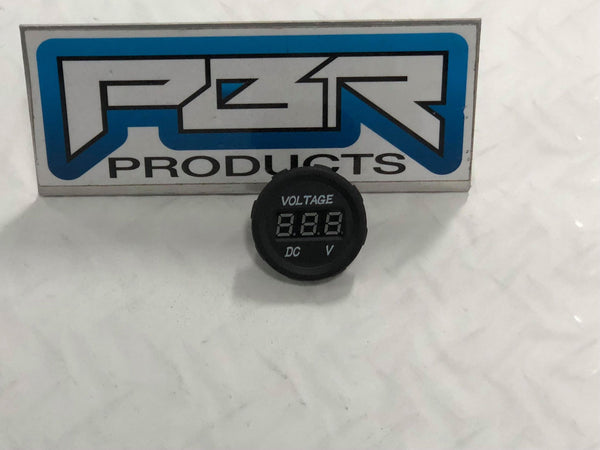 PBR
PRODUCTS
VOLTAGE
8.8.8
DC V